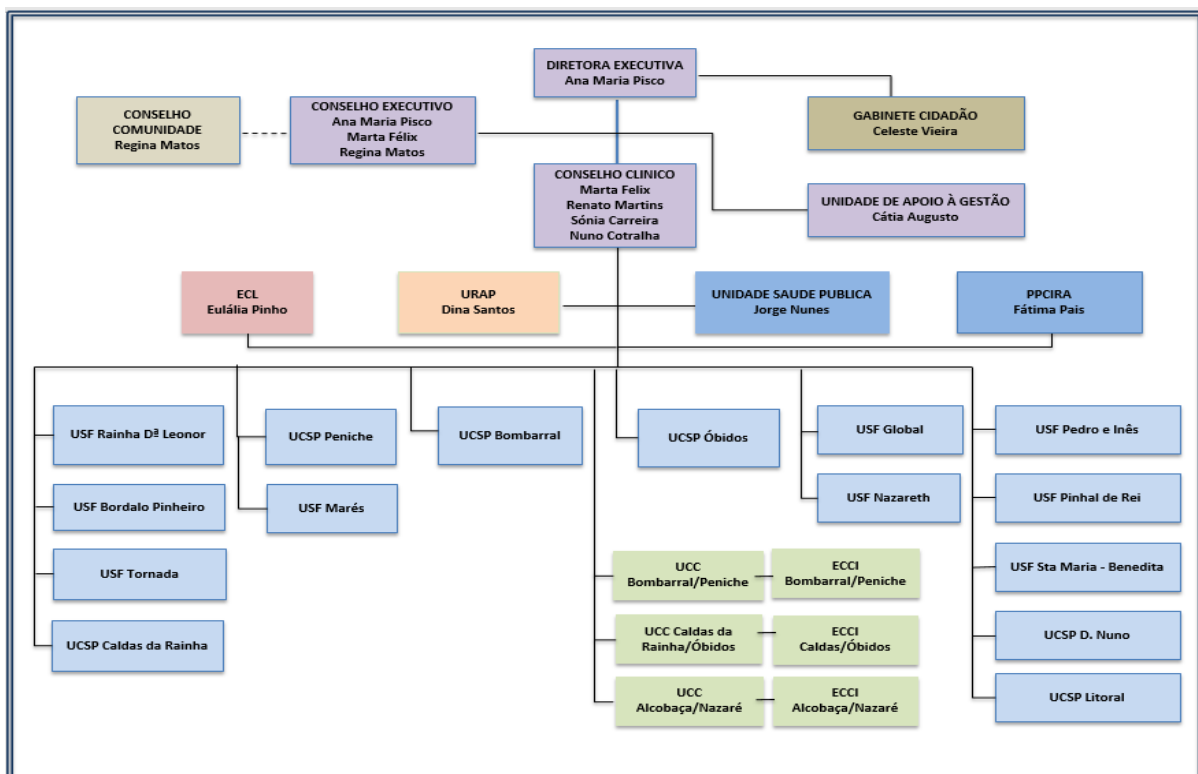 DIRETORA EXECUTIVA
Ana Maria Pisco
CONSELHO
COMUNIDADE
Regina Matos
CONSELHO EXECUTIVO
Ana Maria Pisco
Marta Félix
Regina Matos
GABINETE CIDADÃO
Celeste Vieira
CONSELHO CLINICO
Marta Felix
Renato Martins
Sónia Carreira
Nuno Cotralha
UNIDADE DE APOIO À GESTÃO
Cátia Augusto
ECL
Eulália Pinho
URAP
Dina Santos
UNIDADE SAUDE PUBLICA
Jorge Nunes
PPCIRA
Fátima Pais
USF Rainha Dª Leonor
USF Bordalo Pinheiro
USF Tornada
UCSP Caldas da Rainha
UCSP Peniche
USF Marés
UCSP Bombarral
UCC
Bombarral/Peniche
ECCI
Bombarral/Peniche
UCC Caldas da
Rainha/Óbidos
ECCI
Caldas/Óbidos
UCC
Alcobaça/Nazaré
ECCI
Alcobaça/Nazaré
UCSP Óbidos
USF Global
USF Nazareth
USF Pedro e Inês
USF Pinhal de Rei
USF Sta Maria - Benedita
UCSP D. Nuno
UCSP Litoral